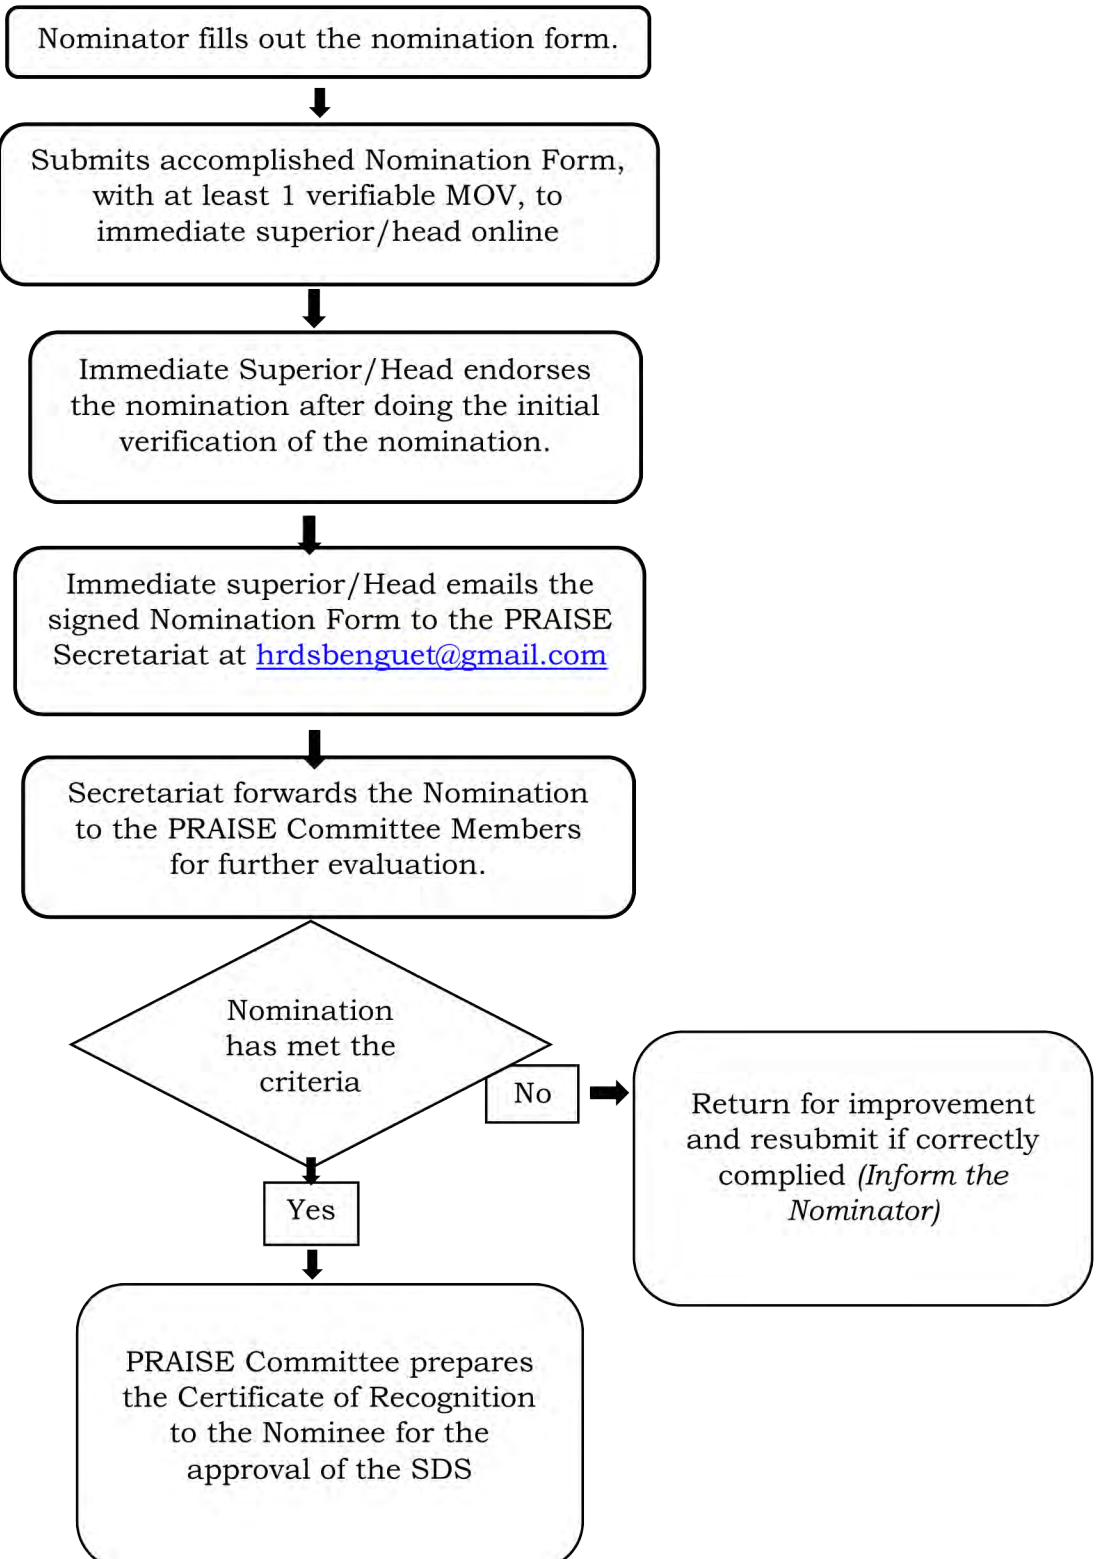 Nominator fills out the nomination form.
Submits accomplished Nomination Form,
with at least 1 verifiable MOV, to
immediate superior/head online
Immediate Superior/Head endorses
the nomination after doing the initial
verification of the nomination.
Immediate superior/Head emails the
signed Nomination Form to the PRAISE
Secretariat at hrdsbenguet@gmail.com
Secretariat forwards the Nomination
to the PRAISE Committee Members
for further evaluation.
Nomination
has met the
criteria
No
Return for improvement
and resubmit if correctly
complied (Inform the
Nominator)
Yes
PRAISE Committee prepares
the Certificate of Recognition
to the Nominee for the
approval of the SDS